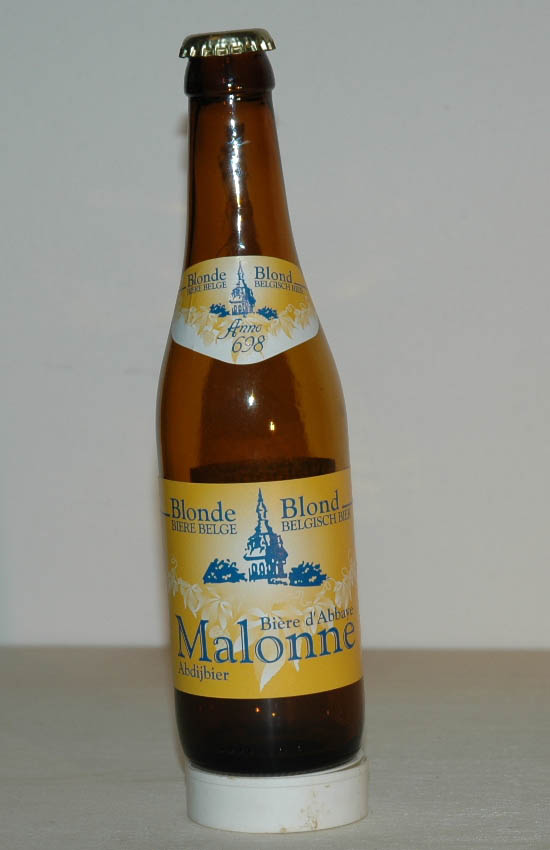 Blonde Blond
BIERE BELGE BELGISCH BIER
Anno
698
Blonde Blond
BIERE BELGE BELGISCH BIER
Bière d'Abbaye
Malonne
Abdijbier